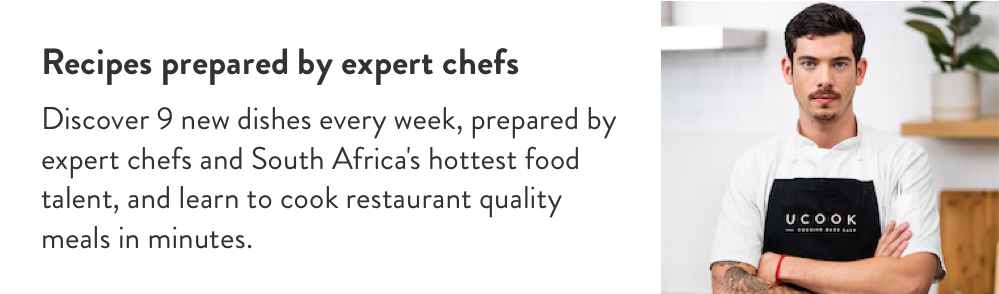 Recipes prepared by expert chefs
Discover 9 new dishes every week, prepared by
expert chefs and South Africa's hottest food
talent, and learn to cook restaurant quality
meals in minutes.
UCOOK
COOKING MADE EASY